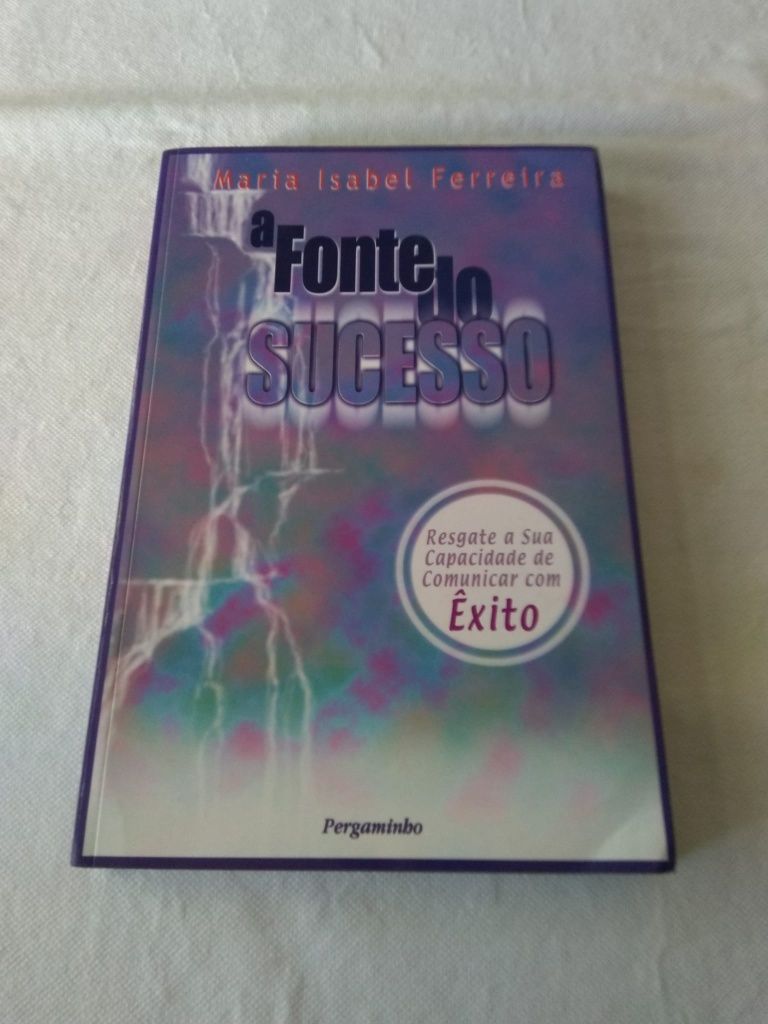 Maria Isabel Ferreira
a Fonte do
SUCESSO
Resgate a Sua
Capacidade de
Comunicar com
Êxito
Pergaminho